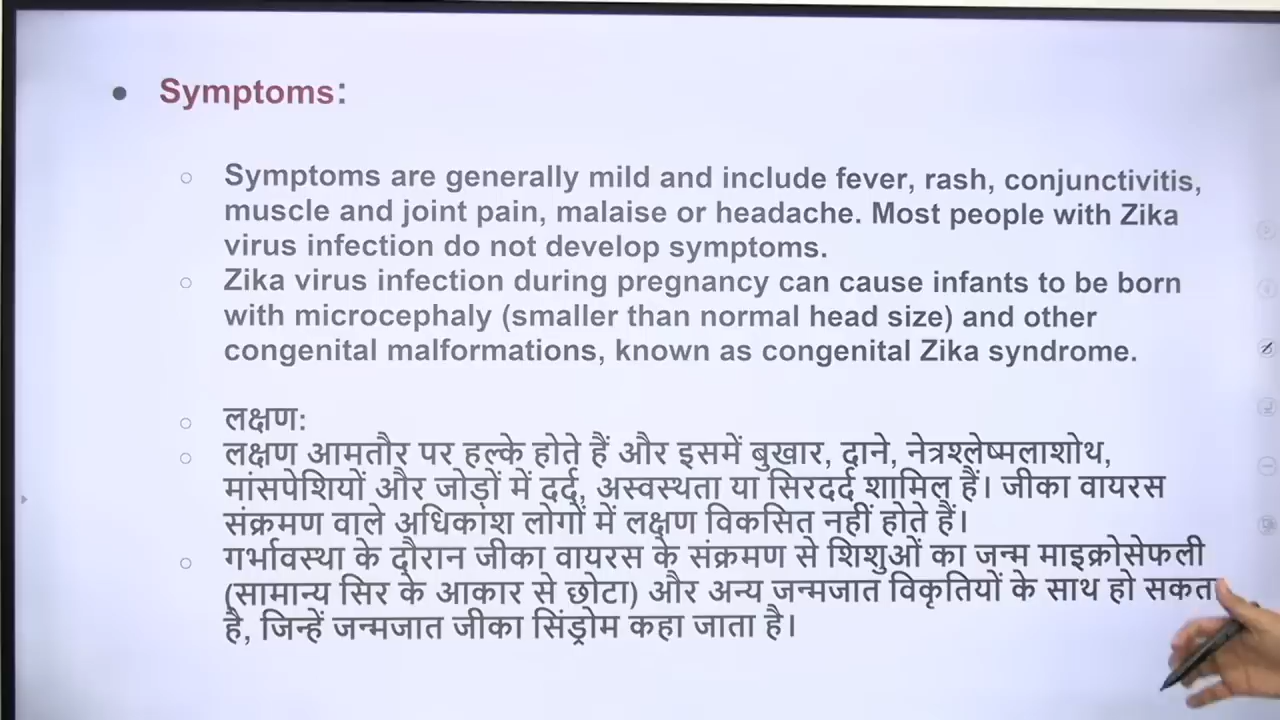 Symptoms:
Symptoms are generally mild and include fever, rash, conjunctivitis,
muscle and joint pain, malaise or headache. Most people with Zika
virus infection do not develop symptoms.
Zika virus infection during pregnancy can cause infants to be born
with microcephaly (smaller than normal head size) and other
congenital malformations, known as congenital Zika syndrome.
लक्षण:
लक्षण आमतौर पर हल्के होते हैं और इसमें बुखार, दाने, नेत्रश्लेष्मलाशोथ,
मांसपेशियों और जोड़ों में दर्द, अस्वस्थता या सिरदर्द शामिल हैं। जीका वायरस
संक्रमण वाले अधिकांश लोगों में लक्षण विकसित नहीं होते हैं।
गर्भावस्था के दौरान जीका वायरस के संक्रमण से शिशुओं का जन्म माइक्रोसेफली
(सामान्य सिर के आकार से छोटा) और अन्य जन्मजात विकृतियों के साथ हो सकता
है, जिन्हें जन्मजात जीका सिंड्रोम कहा जाता है।